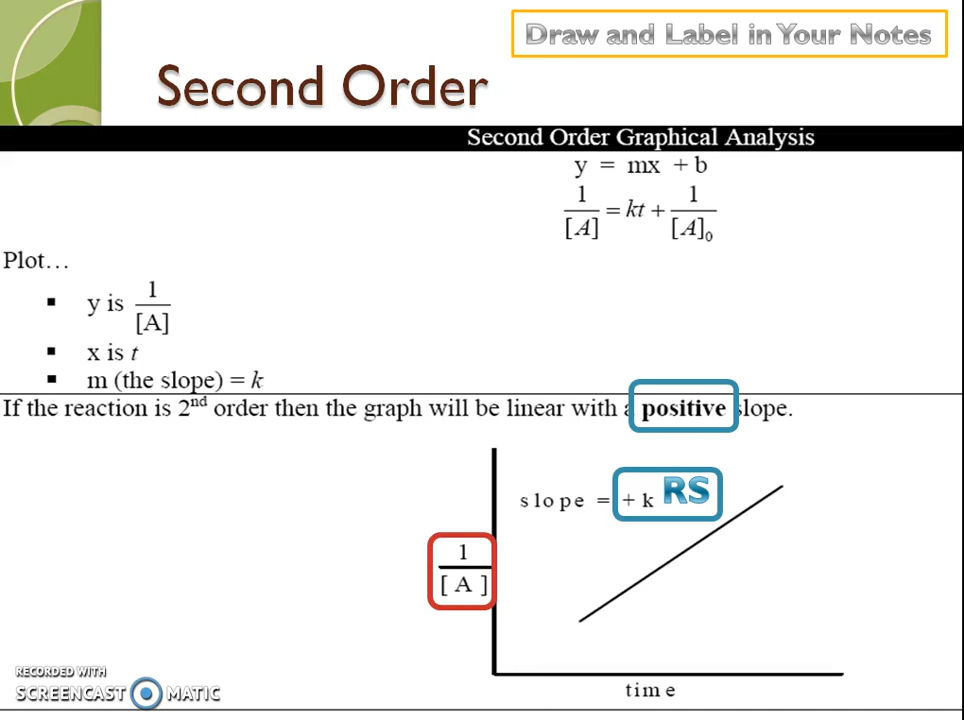 Draw and Label in Your Notes
Second Order
Second Order Graphical Analysis
y = mx + b
1/[A] = kt + 1/[A]₀
Plot…
▪ y is 1/[A]
▪ x is t
▪ m (the slope) = k
If the reaction is 2ⁿᵈ order then the graph will be linear with a positive slope.
slope = + k RS
1/[A]
time
RECORDED WITH
SCREENCAST MATIC